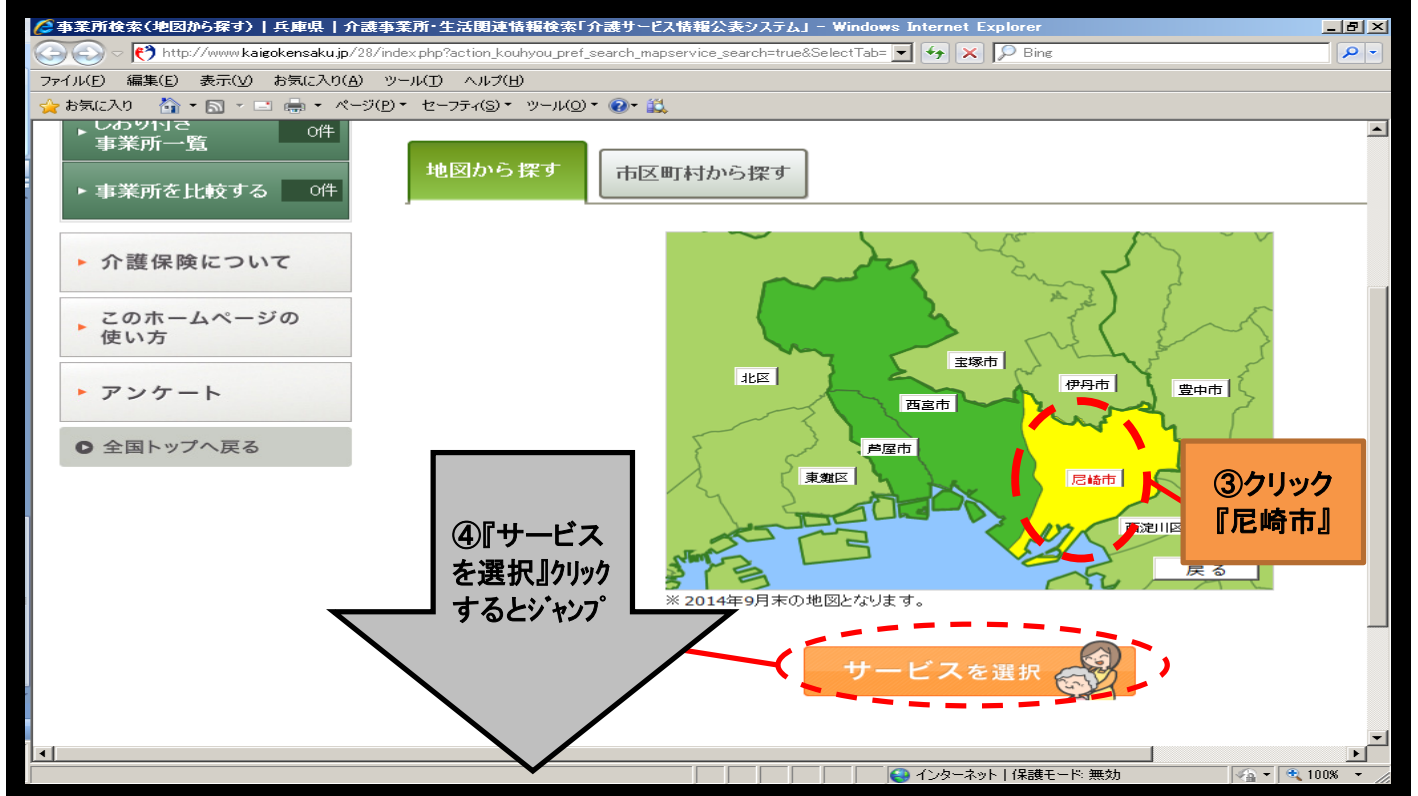 事業所検索(地図から探す) | 兵庫県 | 介護事業所・生活関連情報検索「介護サービス情報公表システム」 - Windows Internet Explorer
http://www.kaigokensaku.jp/28/index.php?action_kouhyou_pref_search_mapservice_search=true&SelectTab=
Bing
ファイル(F) 編集(E) 表示(V) お気に入り(A) ツール(T) ヘルプ(H)
お気に入り ページ(P) セーフティ(S) ツール(O)
しおり付き
事業所一覧 0件
事業所を比較する 0件
介護保険について
このホームページの
使い方
アンケート
全国トップへ戻る
地図から探す
市区町村から探す
宝塚市
北区
伊丹市
豊中市
西宮市
芦屋市
東灘区
尼崎市
西淀川区
戻る
③クリック
『尼崎市』
④『サービス
を選択』クリック
するとジャンプ
※ 2014年9月末の地図となります。
サービスを選択
インターネット | 保護モード: 無効
100%